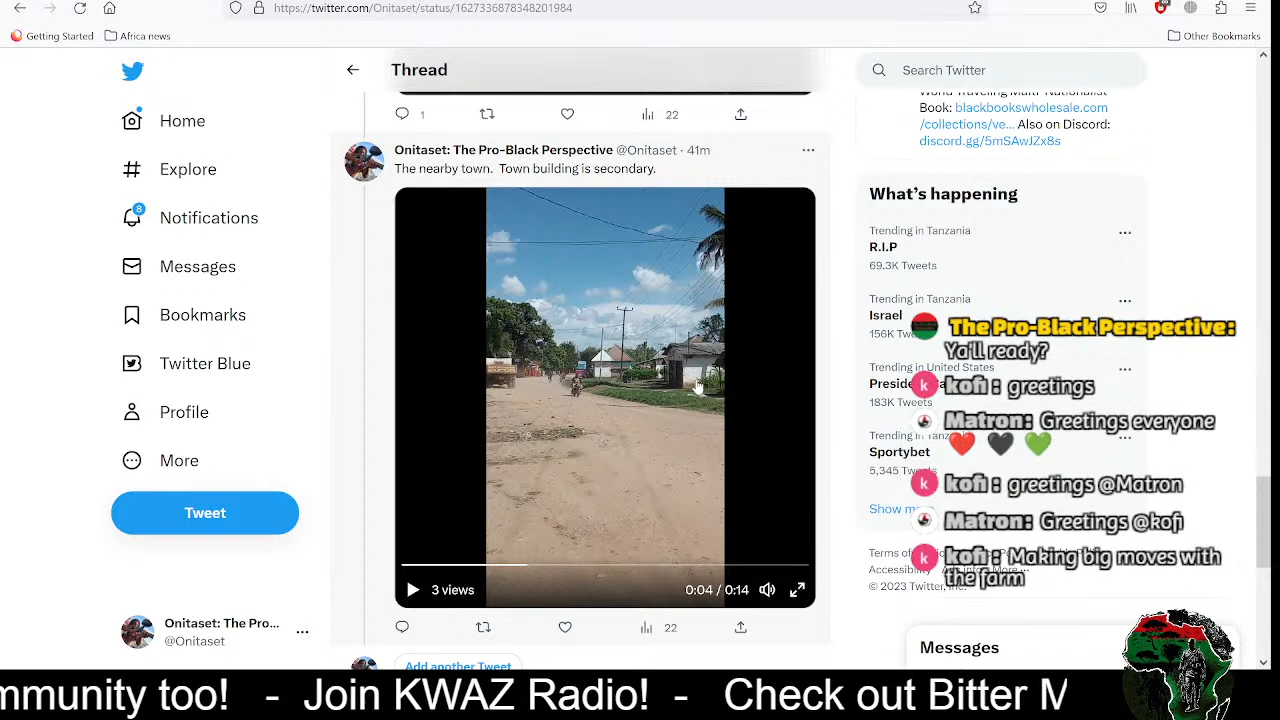 https://twitter.com/Onitaset/status/1627336878348201984
Getting Started
Africa news
Other Bookmarks
Home
Explore
8
Notifications
Messages
Bookmarks
Twitter Blue
Profile
More
Tweet
Onitaset: The Pro...
@Onitaset
Thread
1
22
Onitaset: The Pro-Black Perspective @Onitaset · 41m
The nearby town. Town building is secondary.
3 views
0:04 / 0:14
22
Add another Tweet
Search Twitter
World Traveling Multi-Nationalist
Book: blackbookswholesale.com
/collections/ve... Also on Discord:
discord.gg/5mSAwJZx8s
What's happening
Trending in Tanzania
R.I.P
69.3K Tweets
Trending in Tanzania
Israel
156K
Trending in United States
183K
Sportybet
5,345
Show
Terms of
© 2023 Twitter, Inc.
Messages
The Pro-Black Perspective:
Ya'll ready?
kofi : greetings
Matron: Greetings everyone
kofi : greetings @Matron
Matron: Greetings @kofi
kofi : Making big moves with
the farm
mmunity too! - Join KWAZ Radio! - Check out Bitter M